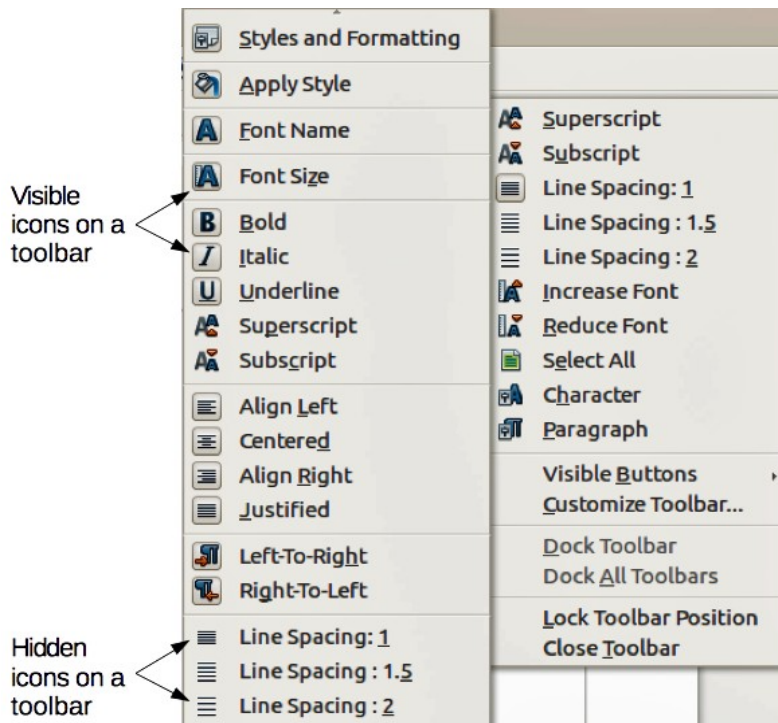 Styles and Formatting
Apply Style
Font Name
Font Size
Bold
Italic
Underline
Superscript
Subscript
Align Left
Centered
Align Right
Justified
Left-To-Right
Right-To-Left
Line Spacing: 1
Line Spacing : 1.5
Line Spacing : 2
Visible
icons on a
toolbar
Hidden
icons on a
toolbar
Superscript
Subscript
Line Spacing: 1
Line Spacing : 1.5
Line Spacing : 2
Increase Font
Reduce Font
Select All
Character
Paragraph
Visible Buttons
Customize Toolbar...
Dock Toolbar
Dock All Toolbars
Lock Toolbar Position
Close Toolbar